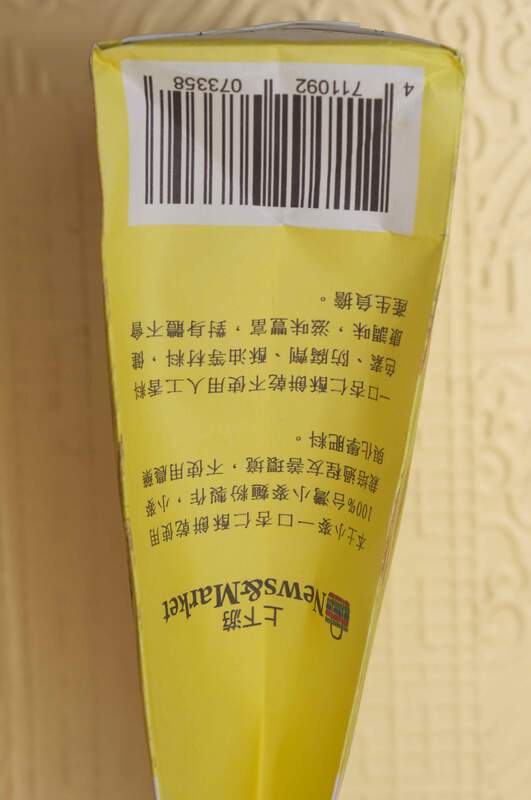 上下游
News&Market
本土小麥一口杏仁酥餅乾使用
100%台灣小麥麵粉製作,小麥
栽培過程友善環境,不使用農藥
與化學肥料。
一口杏仁酥餅乾不使用人工香料
色素、防腐劑、酥油等材料,健
康調味,滋味豐富,對身體不會
產生負擔。
4 711092 073358